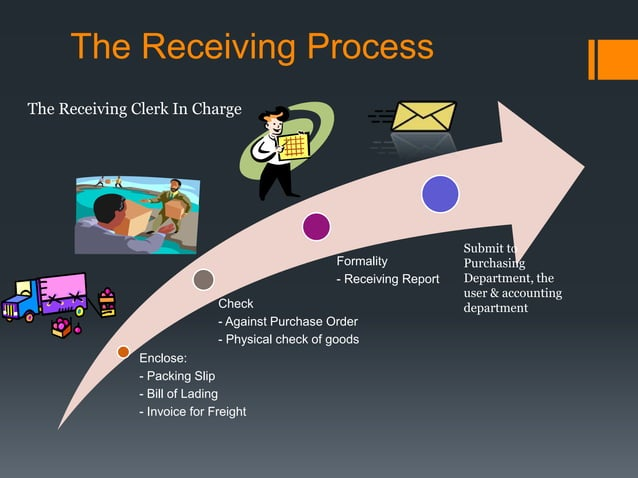 The Receiving Process
The Receiving Clerk In Charge
Enclose:
- Packing Slip
- Bill of Lading
- Invoice for Freight
Check
- Against Purchase Order
- Physical check of goods
Formality
- Receiving Report
Submit to
Purchasing
Department, the
user & accounting
department